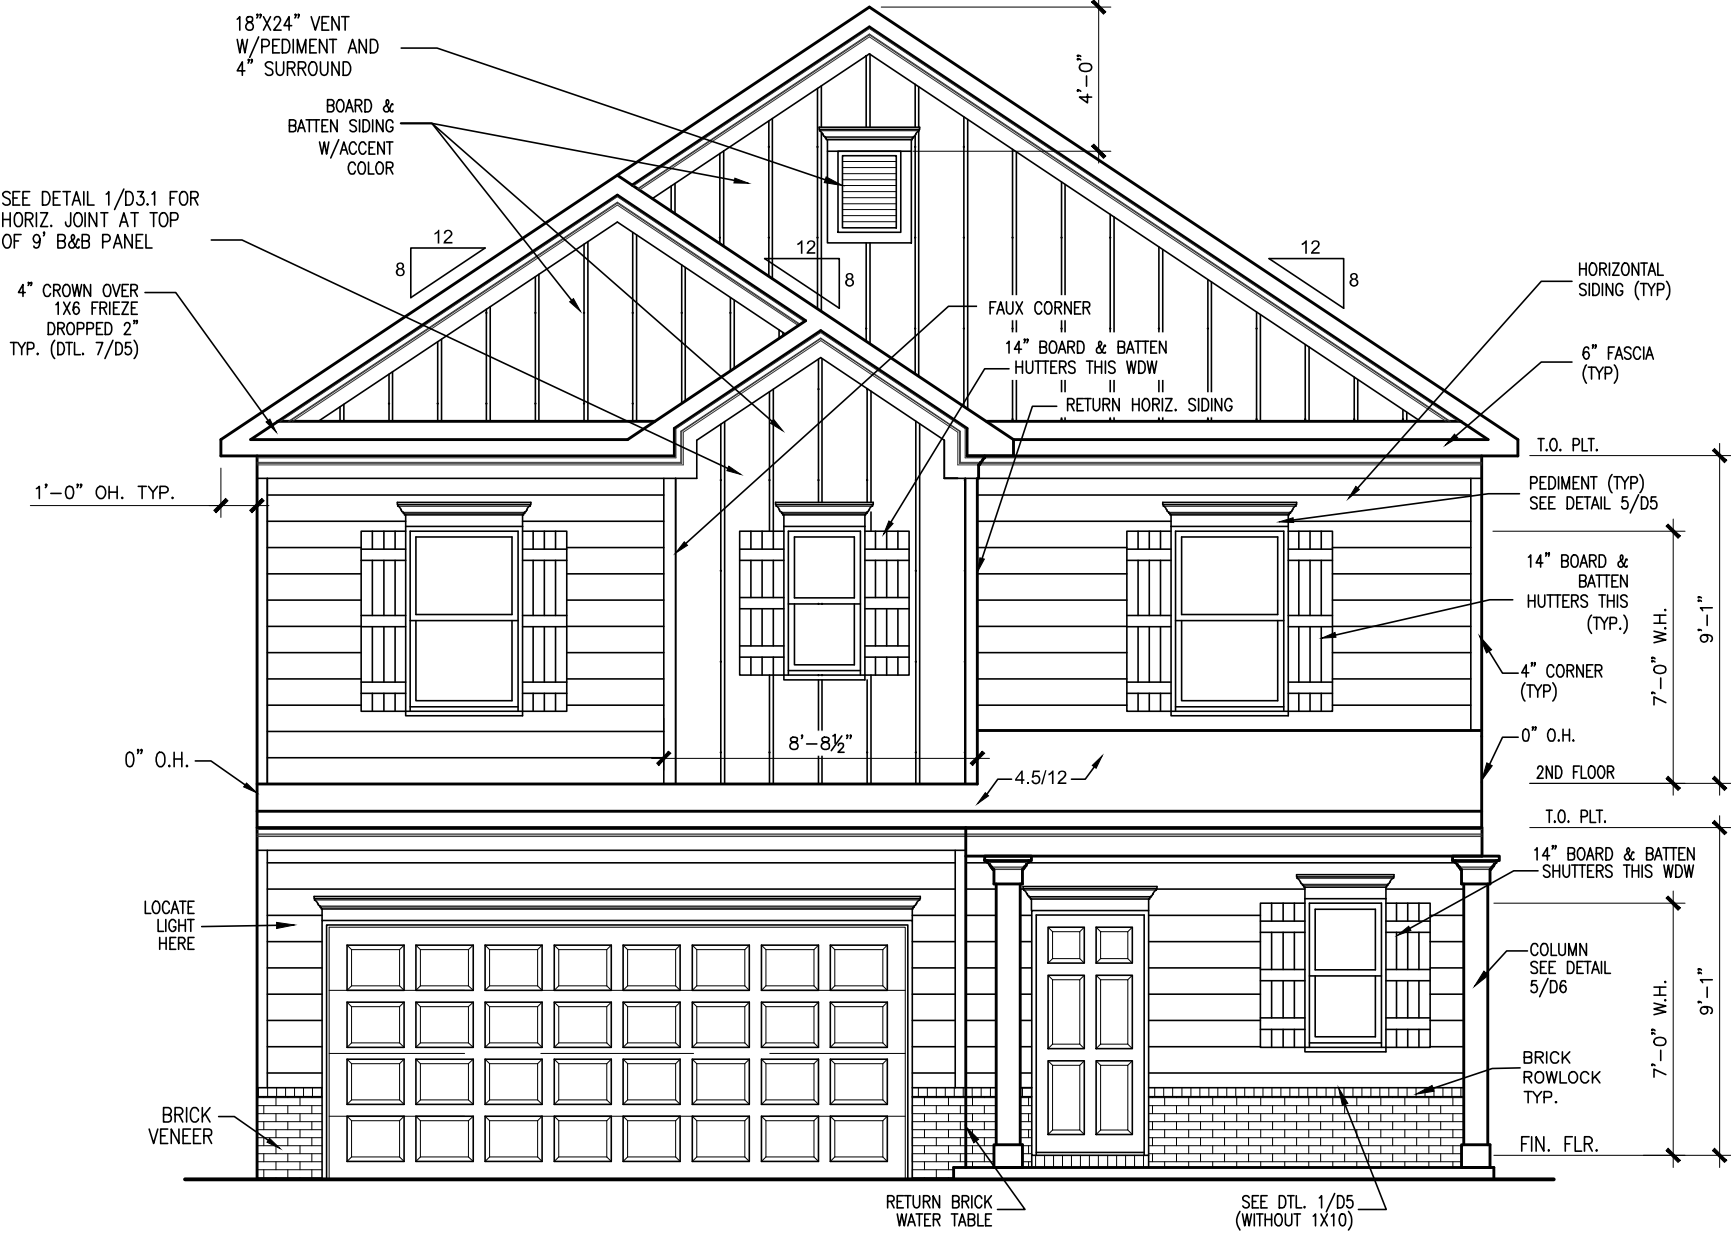 18"X24" VENT
W/PEDIMENT AND
4" SURROUND
BOARD &
BATTEN SIDING
W/ACCENT
COLOR
SEE DETAIL 1/D3.1 FOR
HORIZ. JOINT AT TOP
OF 9' B&B PANEL
4" CROWN OVER
1X6 FRIEZE
DROPPED 2"
TYP. (DTL. 7/D5)
12
8
12
8
12
8
4'-0"
FAUX CORNER
14" BOARD & BATTEN
HUTTERS THIS WDW
RETURN HORIZ. SIDING
HORIZONTAL
SIDING (TYP)
6" FASCIA
(TYP)
T.O. PLT.
1'-0" OH. TYP.
PEDIMENT (TYP)
SEE DETAIL 5/D5
14" BOARD &
BATTEN
HUTTERS THIS
(TYP.)
7'-0" W.H.
9'-1"
4" CORNER
(TYP)
0" O.H.
8'-8½"
4.5/12
0" O.H.
2ND FLOOR
T.O. PLT.
14" BOARD & BATTEN
SHUTTERS THIS WDW
LOCATE
LIGHT
HERE
COLUMN
SEE DETAIL
5/D6
7'-0" W.H.
9'-1"
BRICK
ROWLOCK
TYP.
BRICK
VENEER
FIN. FLR.
RETURN BRICK
WATER TABLE
SEE DTL. 1/D5
(WITHOUT 1X10)